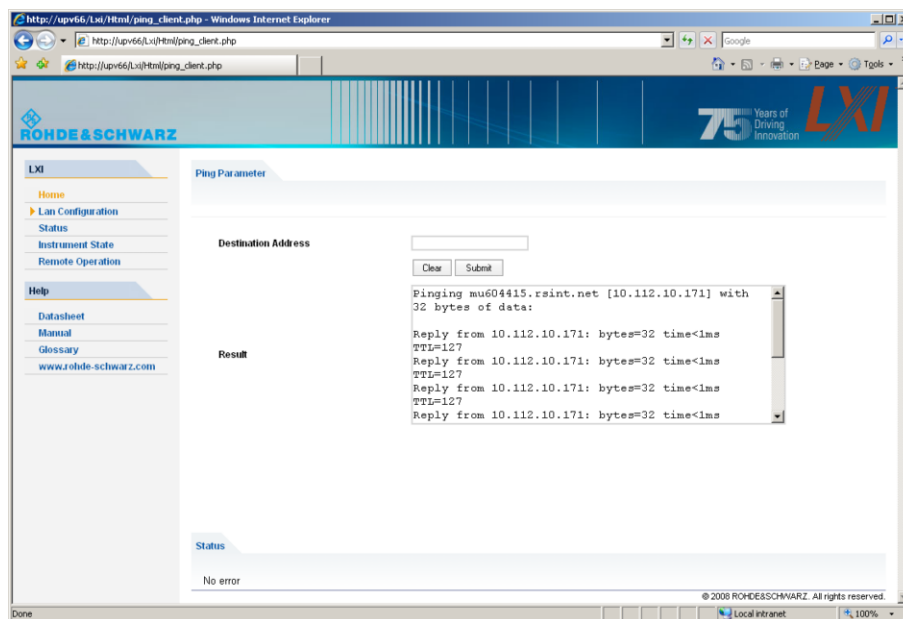 http://upv66/Lxi/Html/ping_client.php - Windows Internet Explorer
http://upv66/Lxi/Html/ping_client.php
Google
http://upv66/Lxi/Html/ping_client.php
Page
Tools
ROHDE&SCHWARZ
75 Years of
Driving
Innovation
LXI
LXI
Home
Lan Configuration
Status
Instrument State
Remote Operation
Help
Datasheet
Manual
Glossary
www.rohde-schwarz.com
Ping Parameter
Destination Address
Clear
Submit
Result
Pinging mu604415.rsint.net [10.112.10.171] with
32 bytes of data:
Reply from 10.112.10.171: bytes=32 time<1ms
TTL=127
Reply from 10.112.10.171: bytes=32 time<1ms
TTL=127
Reply from 10.112.10.171: bytes=32 time<1ms
TTL=127
Reply from 10.112.10.171: bytes=32 time<1ms
Status
No error
© 2008 ROHDE&SCHWARZ. All rights reserved.
Done
Local intranet
100%